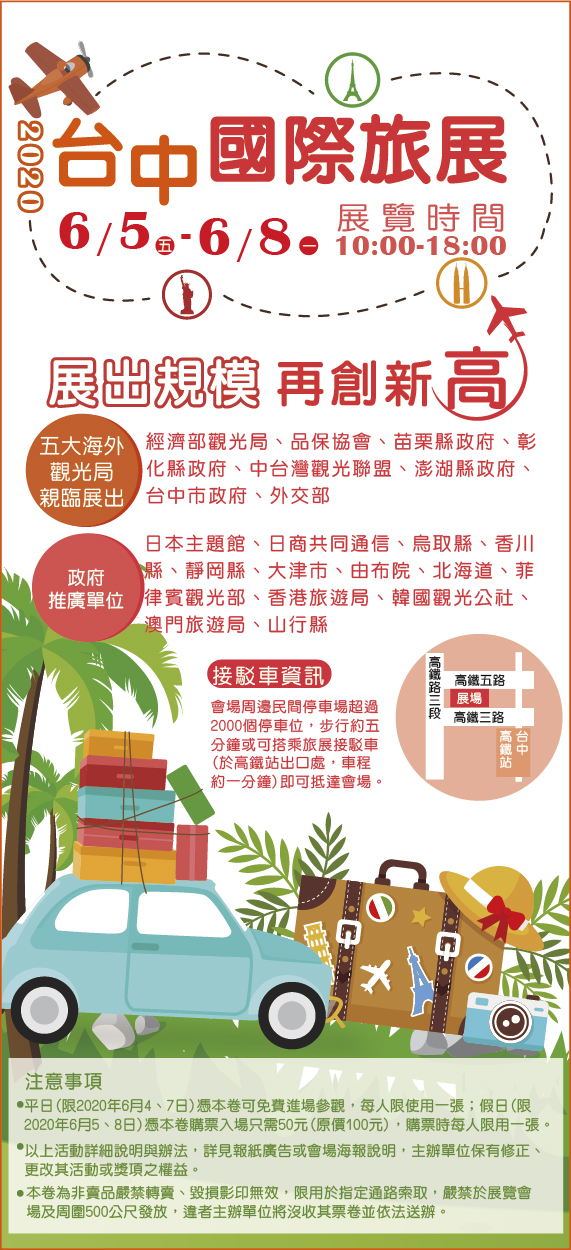 2020
台中國際旅展
6/5五-6/8一
展覽時間
10:00-18:00
展出規模 再創新高
五大海外
觀光局
親臨展出
經濟部觀光局、品保協會、苗栗縣政府、彰
化縣政府、中台灣觀光聯盟、澎湖縣政府、
台中市政府、外交部
政府
推廣單位
日本主題館、日商共同通信、鳥取縣、香川
縣、靜岡縣、大津市、由布院、北海道、菲
律賓觀光部、香港旅遊局、韓國觀光公社、
澳門旅遊局、山行縣
接駁車資訊
會場周邊民間停車場超過
2000個停車位，步行約五
分鐘或可搭乘旅展接駁車
(於高鐵站出口處，車程
約一分鐘)即可抵達會場。
高鐵路三段
高鐵五路
展場
高鐵三路
台中
高鐵站
注意事項
●平日(限2020年6月4、7日)憑本卷可免費進場參觀，每人限使用一張；假日(限
2020年6月5、8日)憑本卷購票入場只需50元(原價100元)，購票時每人限用一張。
●以上活動詳細說明與辦法，詳見報紙廣告或會場海報說明，主辦單位保有修正、
更改其活動或獎項之權益。
●本卷為非賣品嚴禁轉賣、毀損影印無效，限用於指定通路索取，嚴禁於展覽會
場及周圍500公尺發放，違者主辦單位將沒收其票卷並依法送辦。